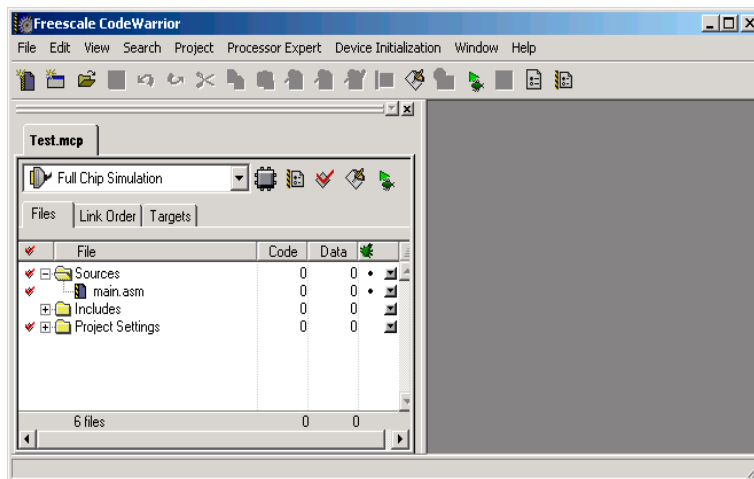 Freescale CodeWarrior
File Edit View Search Project Processor Expert Device Initialization Window Help
Test.mcp
Full Chip Simulation
Files Link Order Targets
File Code Data
Sources 0 0
main.asm 0 0
Includes 0 0
Project Settings 0 0
6 files 0 0